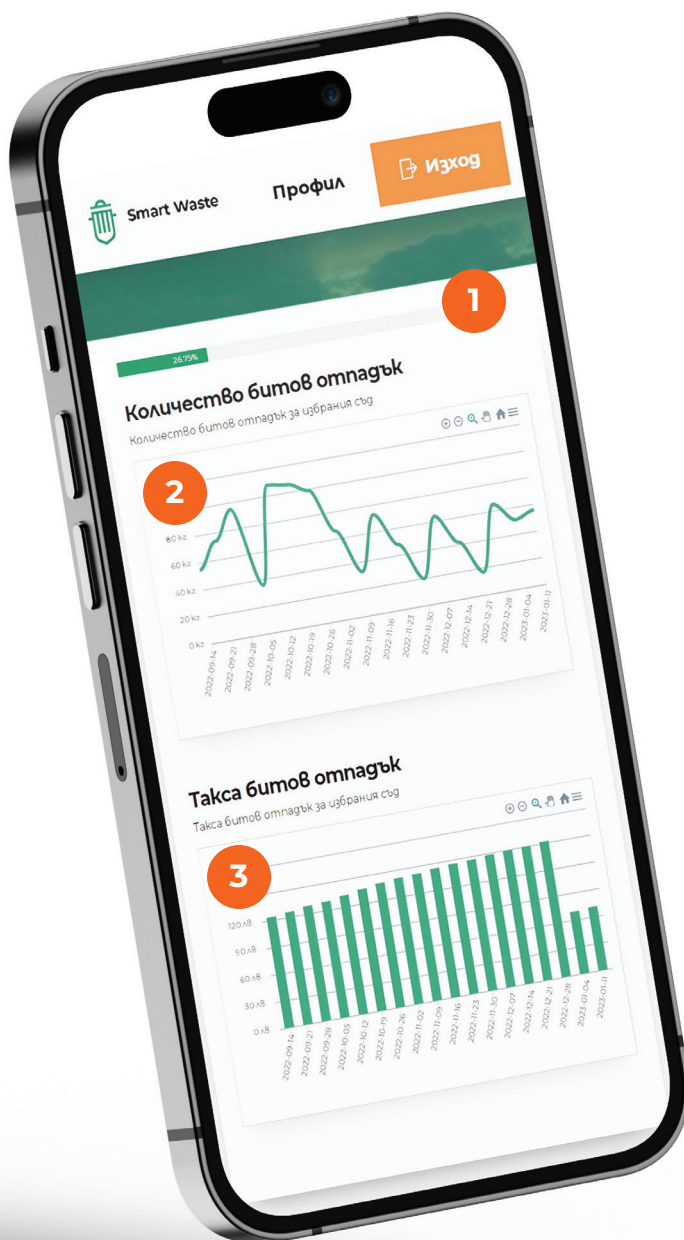 Smart Waste
Профил
Изход
1
26.75%
Количество битов отпадък
Количество битов отпадък за избрания съд
2
80 кг
60 кг
40 кг
20 кг
0 кг
2022-09-14
2022-09-21
2022-09-28
2022-10-05
2022-10-12
2022-10-19
2022-10-26
2022-11-02
2022-11-09
2022-11-16
2022-11-23
2022-11-30
2022-12-07
2022-12-14
2022-12-21
2022-12-28
2023-01-04
2023-01-11
Такса битов отпадък
Такса битов отпадък за избрания съд
3
120 лв
90 лв
60 лв
30 лв
0 лв
2022-09-14
2022-09-21
2022-09-28
2022-10-05
2022-10-12
2022-10-19
2022-10-26
2022-11-02
2022-11-09
2022-11-16
2022-11-23
2022-11-30
2022-12-07
2022-12-14
2022-12-21
2022-12-28
2023-01-04
2023-01-11